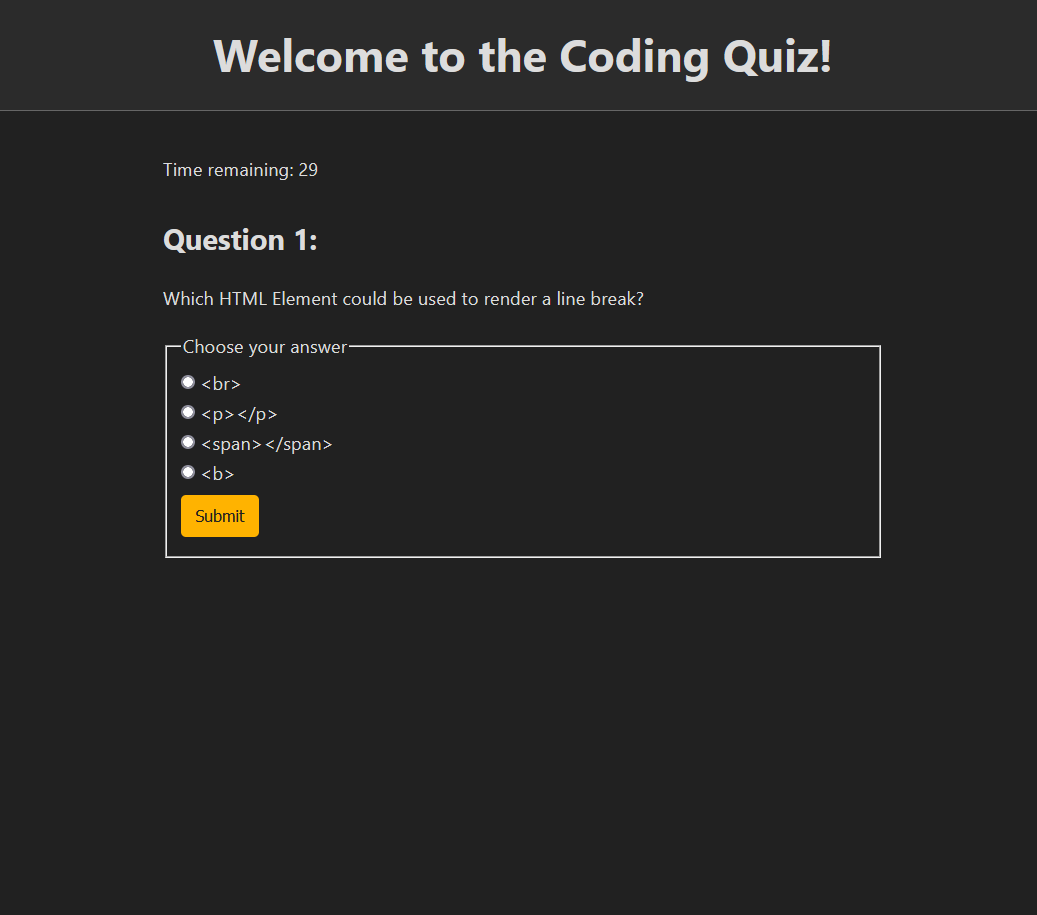 Welcome to the Coding Quiz!
Time remaining: 29
Question 1:
Which HTML Element could be used to render a line break?
Choose your answer
<br>
<p></p>
<span></span>
<b>
Submit